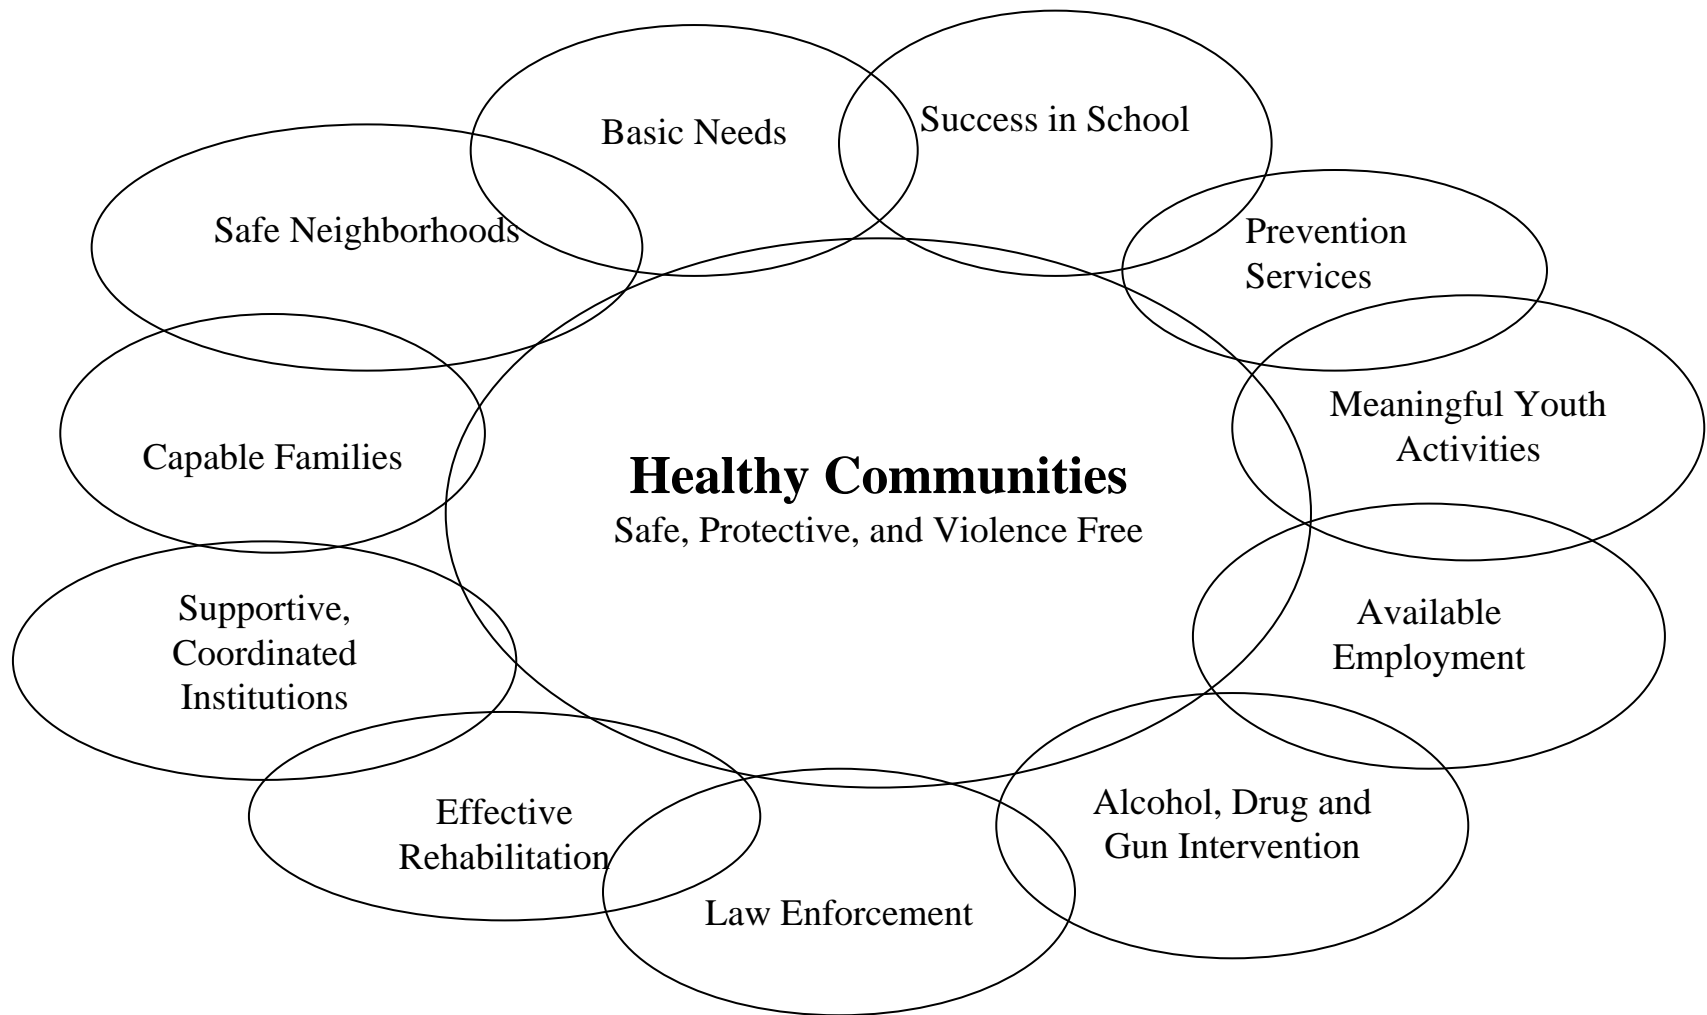 Basic Needs
Success in School
Safe Neighborhoods
Prevention
Services
Meaningful Youth
Activities
Capable Families
Healthy Communities
Safe, Protective, and Violence Free
Supportive,
Coordinated
Institutions
Available
Employment
Effective
Rehabilitation
Alcohol, Drug and
Gun Intervention
Law Enforcement